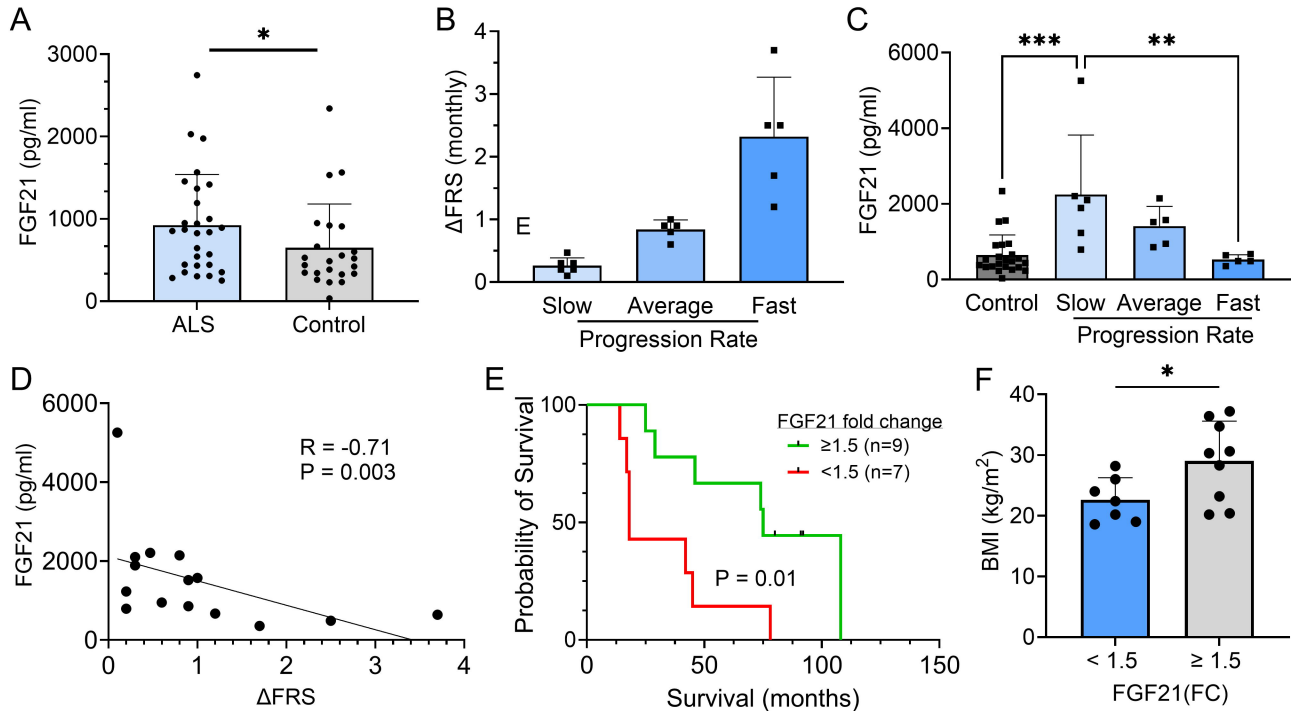 A
*
3000
2000
1000
0
FGF21 (pg/ml)
ALS
Control
B
4
3
2
1
0
ΔFRS (monthly)
E
Slow
Average
Fast
Progression Rate
C
***
**
6000
4000
2000
0
FGF21 (pg/ml)
Control
Slow
Average
Fast
Progression Rate
D
6000
4000
2000
0
FGF21 (pg/ml)
R = -0.71
P = 0.003
0
1
2
3
4
ΔFRS
E
100
50
0
Probability of Survival
FGF21 fold change
≥1.5 (n=9)
<1.5 (n=7)
P = 0.01
0
50
100
150
Survival (months)
F
*
40
30
20
10
0
BMI (kg/m²)
< 1.5
≥ 1.5
FGF21(FC)